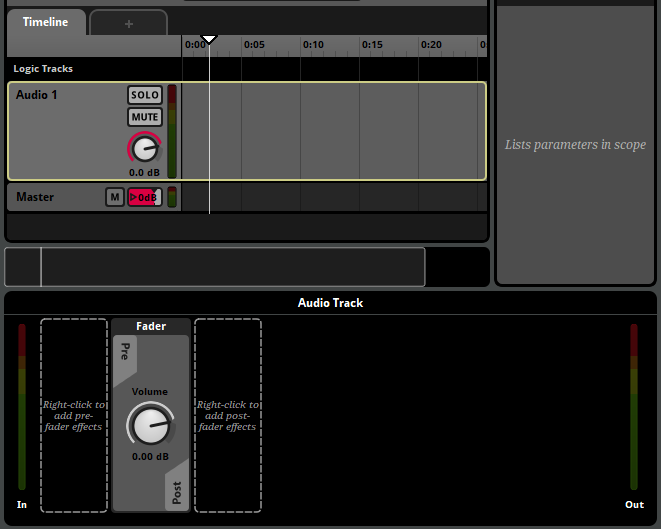 Timeline
+
0:00
0:05
0:10
0:15
0:20
0:
Logic Tracks
Audio 1
SOLO
MUTE
0.0 dB
Master
M
0dB
Lists parameters in scope
Audio Track
In
Right-click to
add pre-
fader effects
Fader
Pre
Volume
0.00 dB
Post
Right-click to
add post-
fader effects
Out